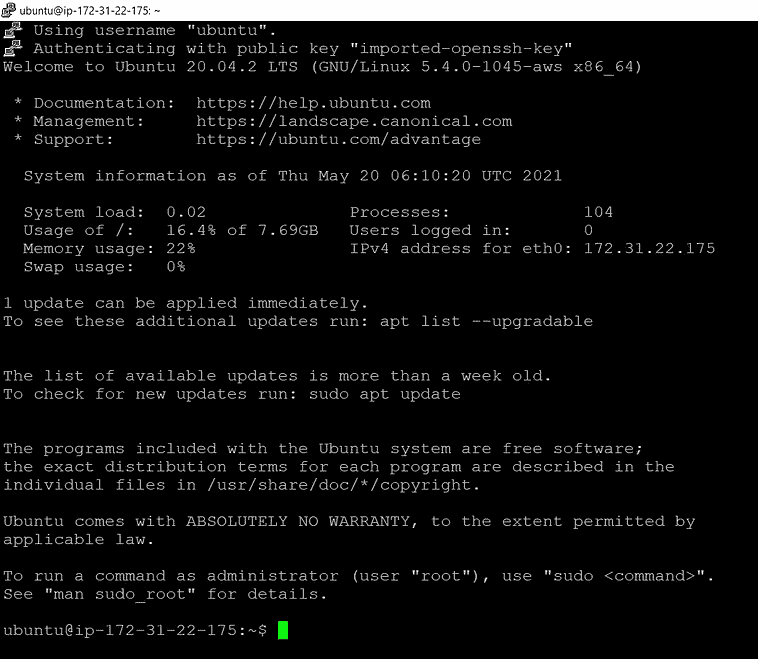 ubuntu@ip-172-31-22-175: ~
Using username "ubuntu".
Authenticating with public key "imported-openssh-key"
Welcome to Ubuntu 20.04.2 LTS (GNU/Linux 5.4.0-1045-aws x86_64)
* Documentation: https://help.ubuntu.com
* Management: https://landscape.canonical.com
* Support: https://ubuntu.com/advantage
System information as of Thu May 20 06:10:20 UTC 2021
System load: 0.02 Processes: 104
Usage of /: 16.4% of 7.69GB Users logged in: 0
Memory usage: 22% IPv4 address for eth0: 172.31.22.175
Swap usage: 0%
1 update can be applied immediately.
To see these additional updates run: apt list --upgradable
The list of available updates is more than a week old.
To check for new updates run: sudo apt update
The programs included with the Ubuntu system are free software;
the exact distribution terms for each program are described in the
individual files in /usr/share/doc/*/copyright.
Ubuntu comes with ABSOLUTELY NO WARRANTY, to the extent permitted by
applicable law.
To run a command as administrator (user "root"), use "sudo <command>".
See "man sudo_root" for details.
ubuntu@ip-172-31-22-175:~$